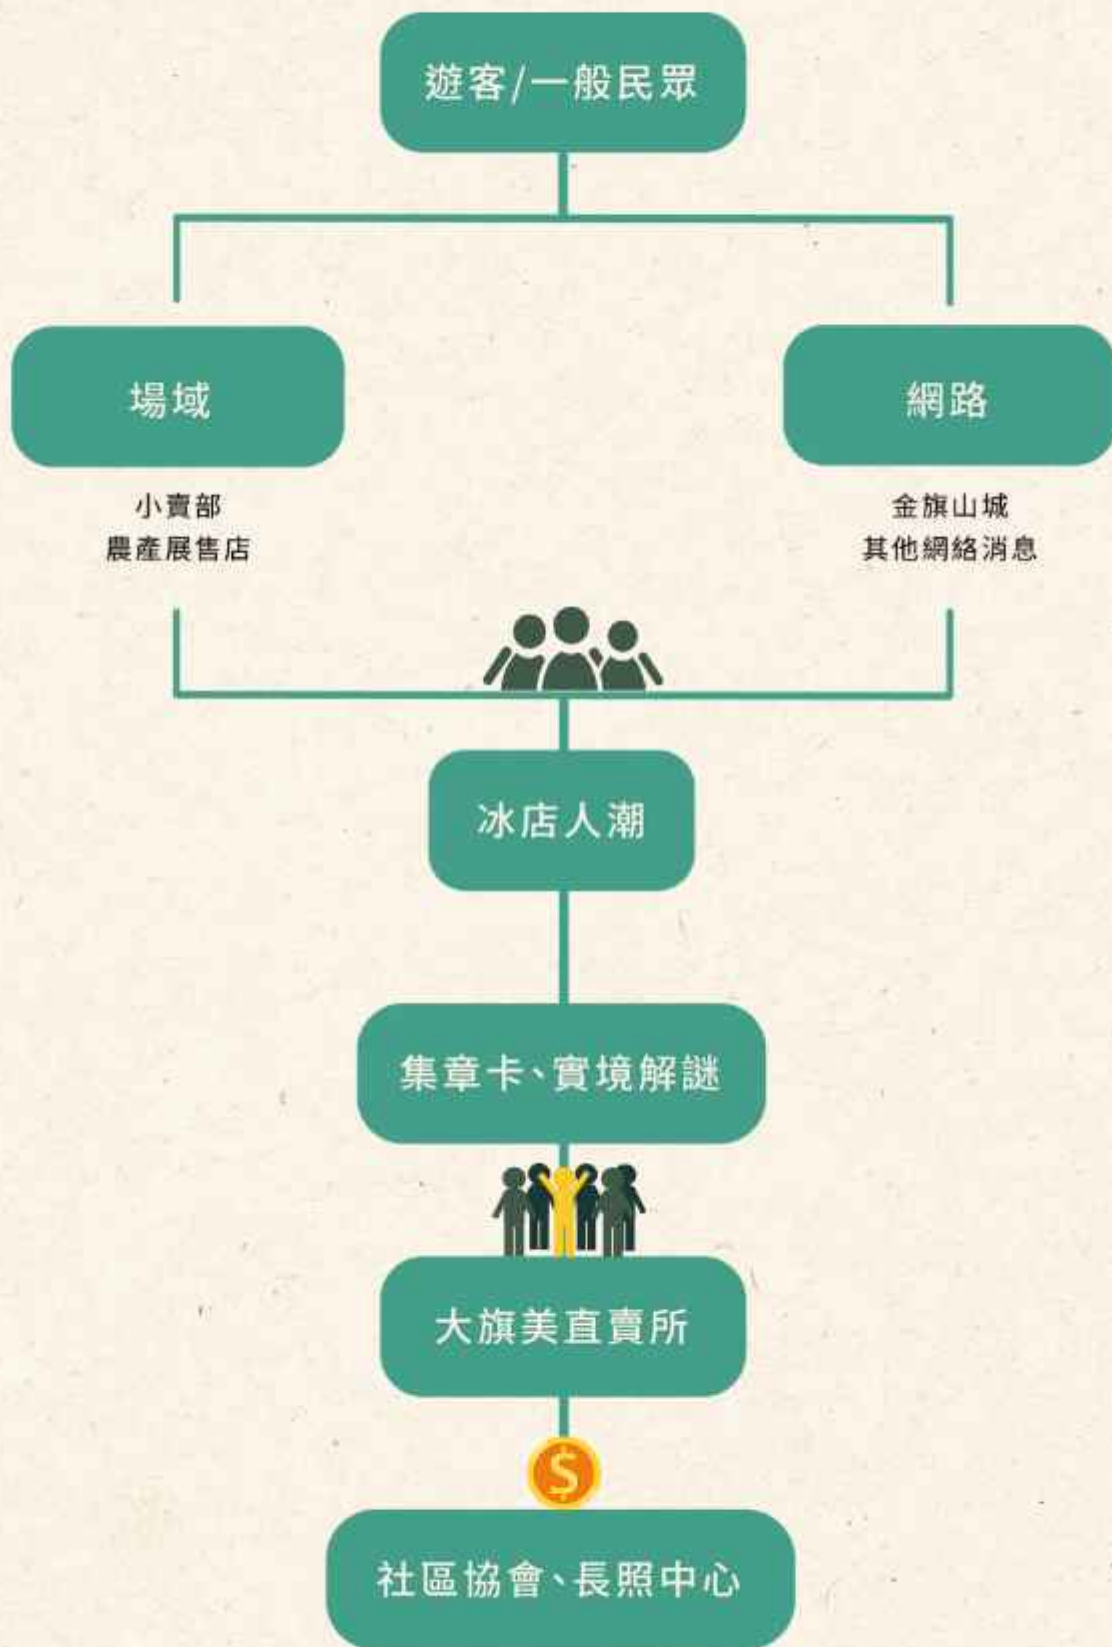 遊客/一般民眾
場域
網路
小賣部
農產展售店
金旗山城
其他網絡消息
冰店人潮
集章卡、實境解謎
大旗美直賣所
$
社區協會、長照中心